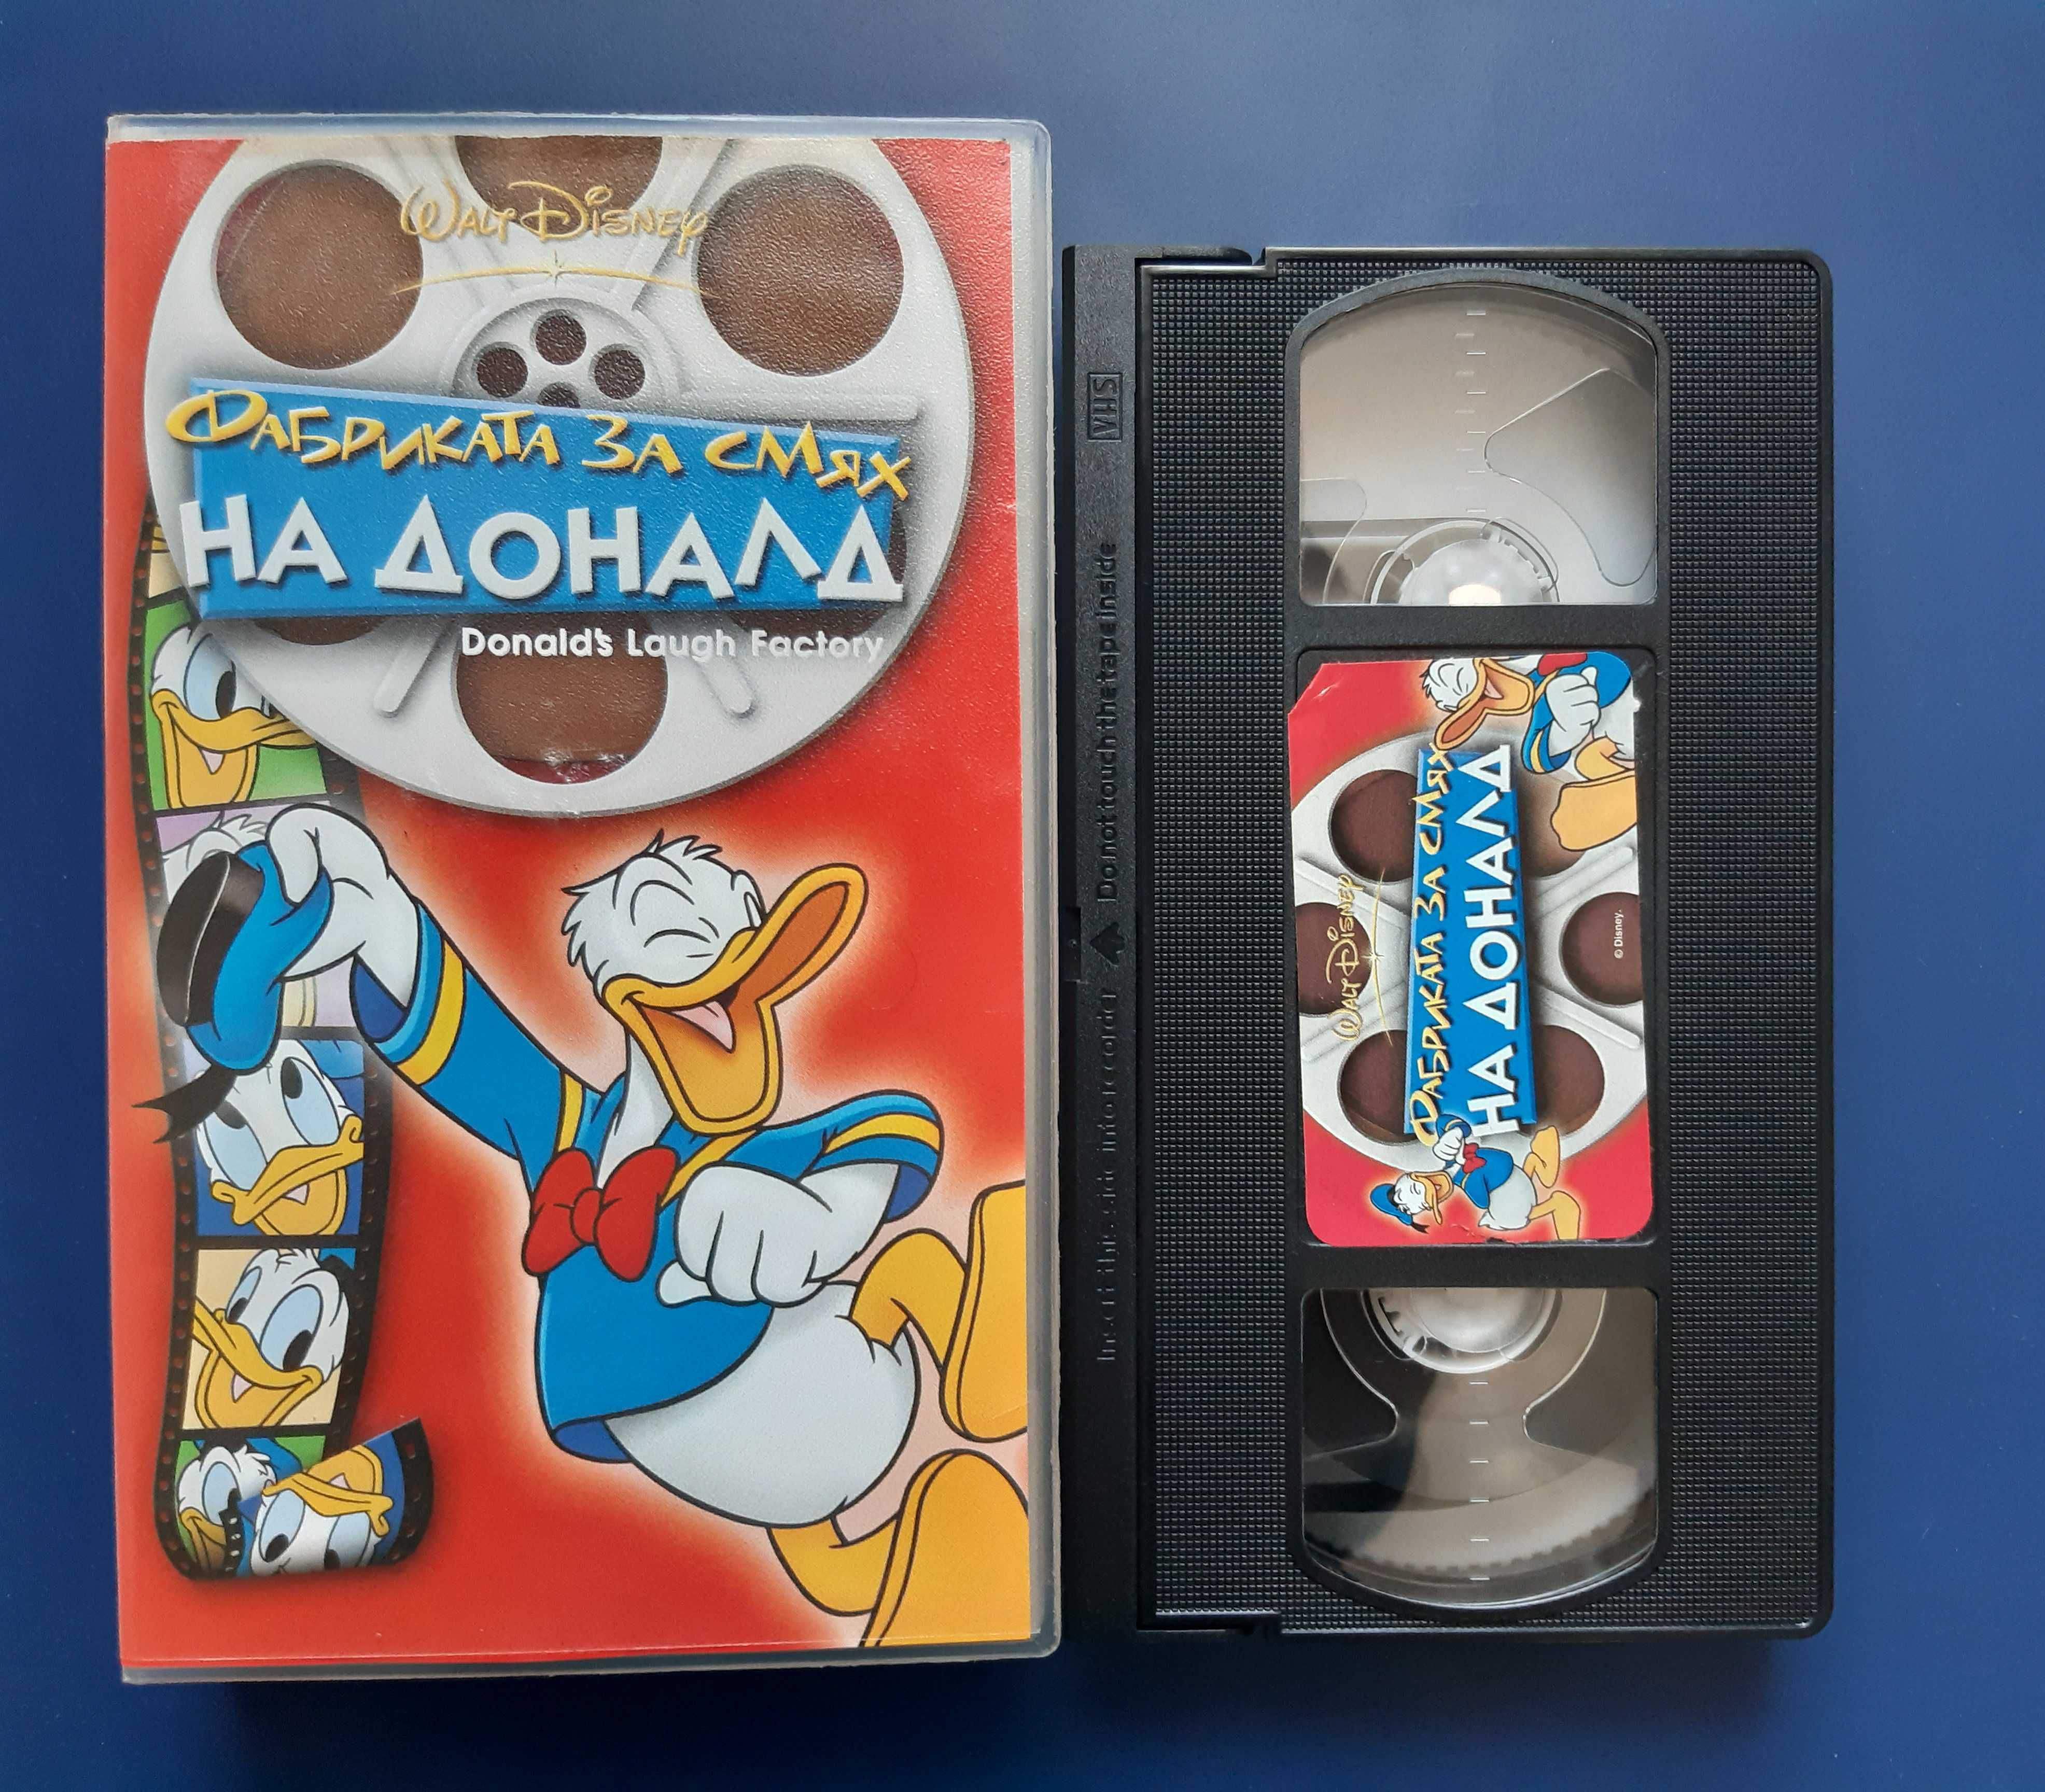 WALT DISNEY
ФАБРИКАТА ЗА СМЯХ
НА ДОНАЛД
Donald's Laugh Factory
VHS
Insert this side into recorder Do not touch the tape inside
WALT DISNEY
ФАБРИКАТА ЗА СМЯХ
НА ДОНАЛД
© Disney.